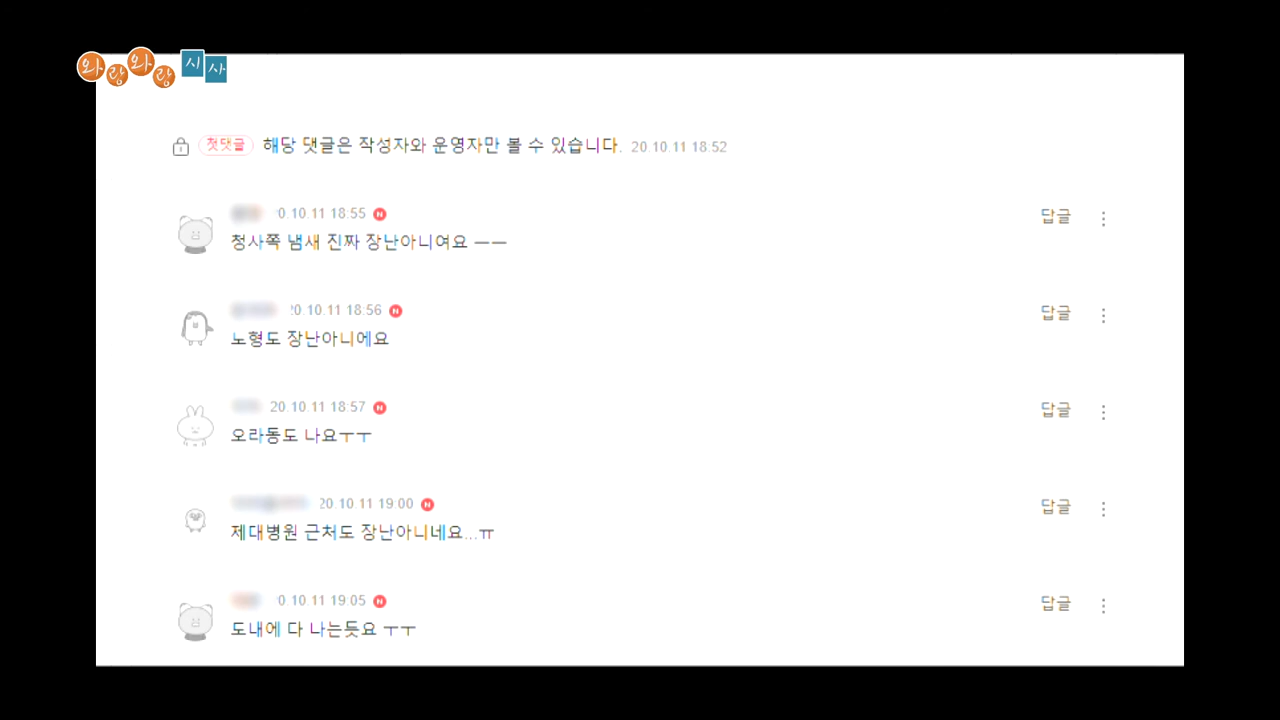 와랑와랑 시사
첫댓글 해당 댓글은 작성자와 운영자만 볼 수 있습니다. 20.10.11 18:52
0.10.11 18:55 N
답글
청사쪽 냄새 진짜 장난아니여요 ㅡㅡ
20.10.11 18:56 N
답글
노형도 장난아니에요
20.10.11 18:57 N
답글
오라동도 나요ㅜㅜ
20.10.11 19:00 N
답글
제대병원 근처도 장난아니네요...ㅠ
0.10.11 19:05 N
답글
도내에 다 나는듯요 ㅜㅜ